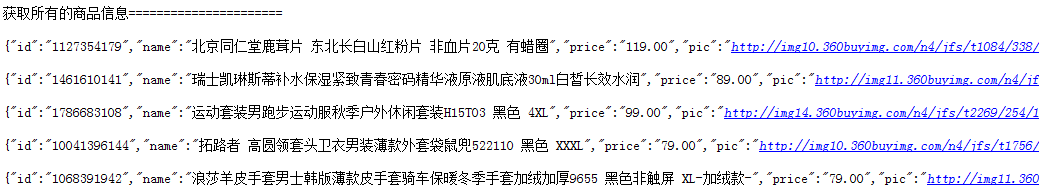 获取所有的商品信息======================
{"id":"1127354179","name":"北京同仁堂鹿茸片 东北长白山红粉片 非血片20克 有蜡圈","price":"119.00","pic":"http://img10.360buyimg.com/n4/jfs/t1084/338/
{"id":"1461610141","name":"瑞士凯琳斯蒂补水保湿紧致青春密码精华液原液肌底液30ml白皙长效水润","price":"89.00","pic":"http://img11.360buyimg.com/n4/jf
{"id":"1786683108","name":"运动套装男跑步运动服秋季户外休闲套装H15T03 黑色 4XL","price":"99.00","pic":"http://img14.360buyimg.com/n4/jfs/t2269/254/1
{"id":"10041396144","name":"拓路者 高圆领套头卫衣男装薄款外套袋鼠兜522110 黑色 XXXL","price":"79.00","pic":"http://img10.360buyimg.com/n4/jfs/t1756/
{"id":"1068391942","name":"浪莎羊皮手套男士韩版薄款皮手套骑车保暖冬季手套加绒加厚9655 黑色非触屏 XL-加绒款-","price":"79.00","pic":"http://img11.360